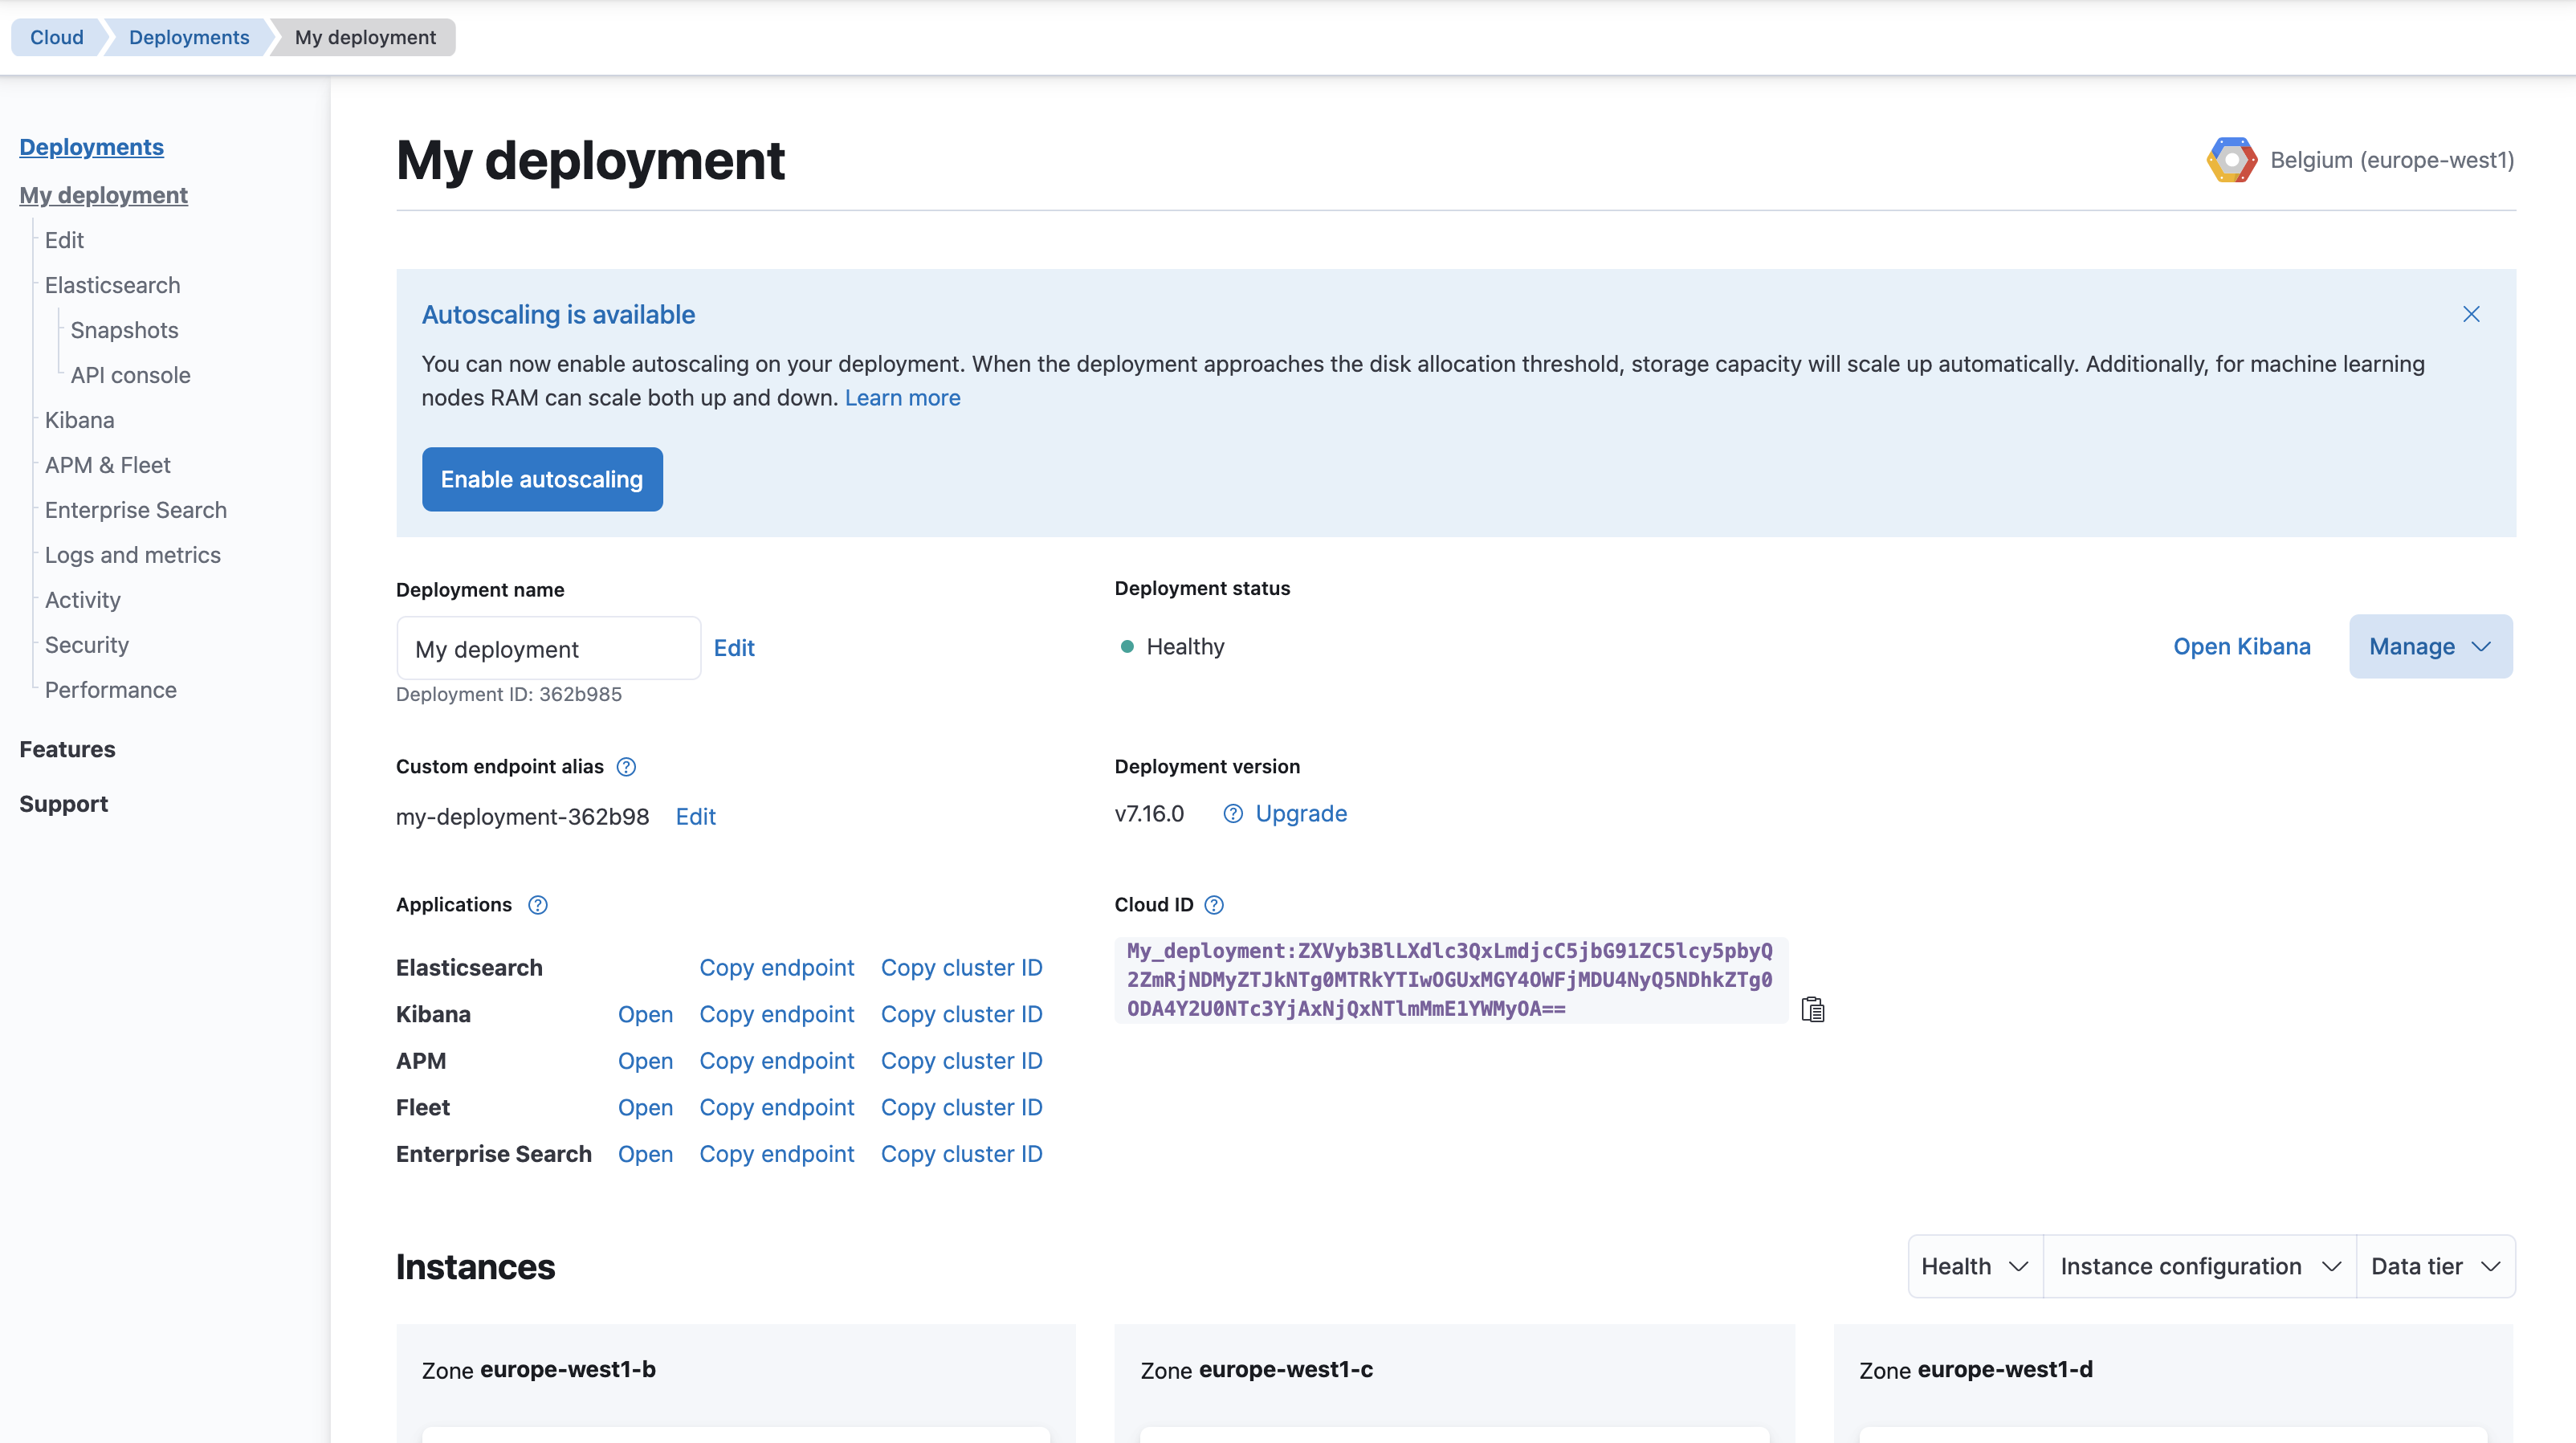 Cloud
Deployments
My deployment
Deployments
My deployment
Edit
Elasticsearch
Snapshots
API console
Kibana
APM & Fleet
Enterprise Search
Logs and metrics
Activity
Security
Performance
Features
Support
My deployment
Belgium (europe-west1)
Autoscaling is available
You can now enable autoscaling on your deployment. When the deployment approaches the disk allocation threshold, storage capacity will scale up automatically. Additionally, for machine learning
nodes RAM can scale both up and down. Learn more
Enable autoscaling
Deployment name
My deployment Edit
Deployment ID: 362b985
Deployment status
Healthy
Open Kibana
Manage
Custom endpoint alias
my-deployment-362b98 Edit
Deployment version
v7.16.0 Upgrade
Applications
Elasticsearch Copy endpoint Copy cluster ID
Kibana Open Copy endpoint Copy cluster ID
APM Open Copy endpoint Copy cluster ID
Fleet Open Copy endpoint Copy cluster ID
Enterprise Search Open Copy endpoint Copy cluster ID
Cloud ID
My_deployment:ZXVyb3BlLXdlc3QxLmdjcC5jbG91ZC5lcy5pbyQ
2ZmRjNDMyZTJkNTg0MTRkYTIwOGUxMGY4OWFjMDU4NyQ5NDhkZTg0
ODA4Y2U0NTc3YjAxNjQxNTlmMmE1YWMyOA==
Instances
Health
Instance configuration
Data tier
Zone europe-west1-b
Zone europe-west1-c
Zone europe-west1-d